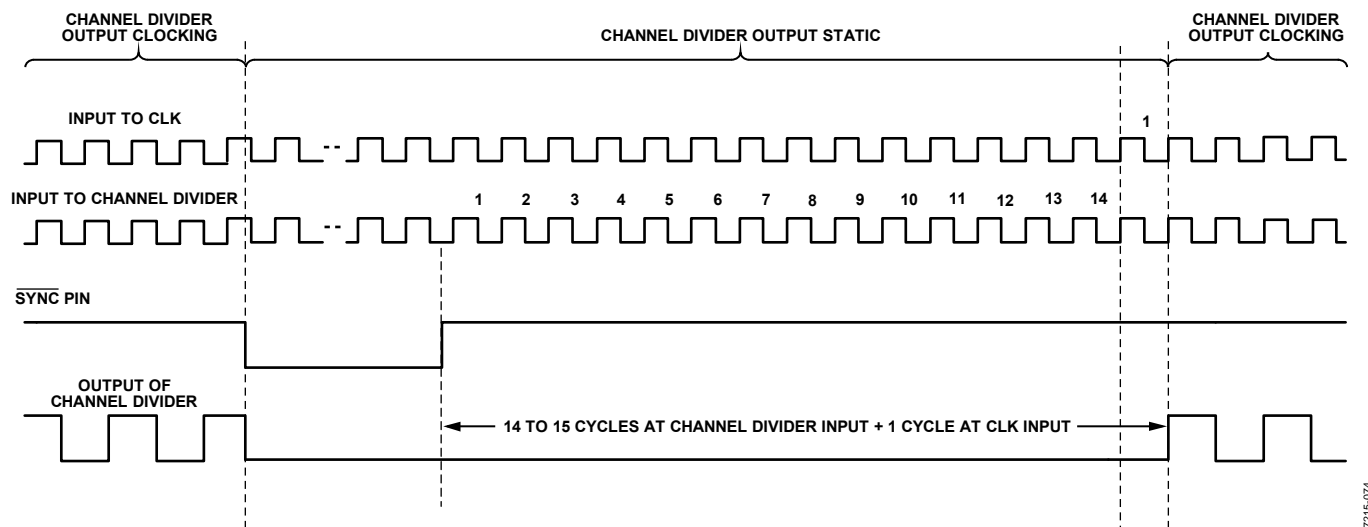 CHANNEL DIVIDER
OUTPUT CLOCKING
CHANNEL DIVIDER OUTPUT STATIC
CHANNEL DIVIDER
OUTPUT CLOCKING
INPUT TO CLK
1
INPUT TO CHANNEL DIVIDER
1 2 3 4 5 6 7 8 9 10 11 12 13 14
SYNC PIN
OUTPUT OF
CHANNEL DIVIDER
14 TO 15 CYCLES AT CHANNEL DIVIDER INPUT + 1 CYCLE AT CLK INPUT